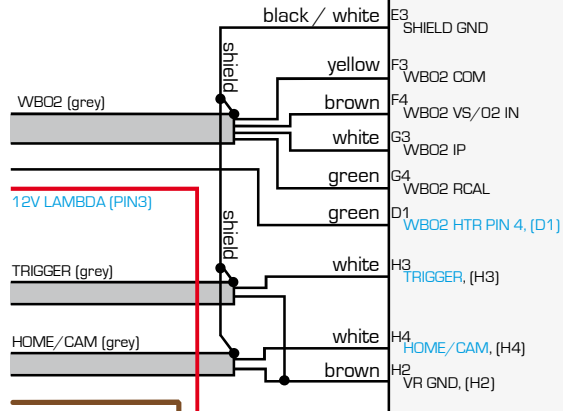 black / white E3
SHIELD GND
shield
yellow F3
WBO2 COM
WBO2 (grey)
brown F4
WBO2 VS/O2 IN
white G3
WBO2 IP
green G4
WBO2 RCAL
12V LAMBDA (PIN3)
shield
green D1
WBO2 HTR PIN 4, (D1)
TRIGGER (grey)
white H3
TRIGGER, (H3)
HOME/CAM (grey)
white H4
HOME/CAM, (H4)
brown H2
VR GND, (H2)